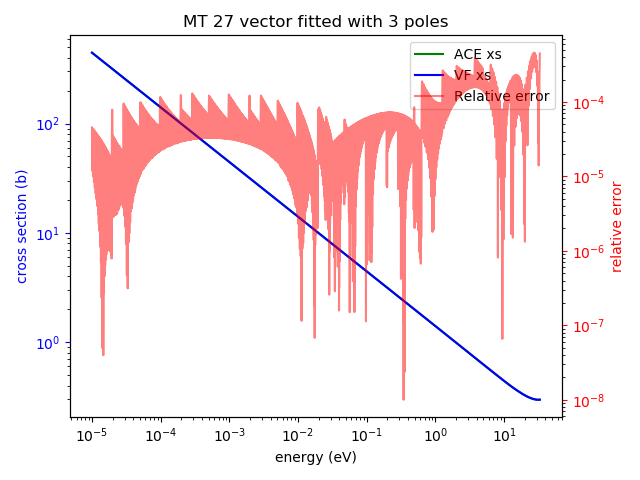 MT 27 vector fitted with 3 poles
ACE xs
VF xs
Relative error
cross section (b)
10²
10¹
10⁰
10⁻⁴
10⁻⁵
10⁻⁶
10⁻⁷
10⁻⁸
relative error
10⁻⁵ 10⁻⁴ 10⁻³ 10⁻² 10⁻¹ 10⁰ 10¹
energy (eV)